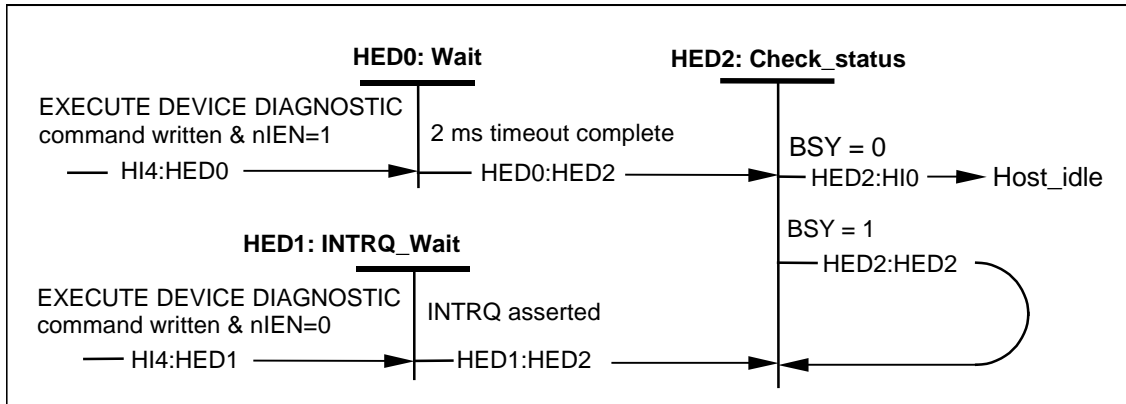 HED0: Wait
HED2: Check_status
EXECUTE DEVICE DIAGNOSTIC
command written & nIEN=1
2 ms timeout complete
BSY = 0
HI4:HED0
HED0:HED2
HED2:HI0
Host_idle
BSY = 1
HED1: INTRQ_Wait
HED2:HED2
EXECUTE DEVICE DIAGNOSTIC
command written & nIEN=0
INTRQ asserted
HI4:HED1
HED1:HED2